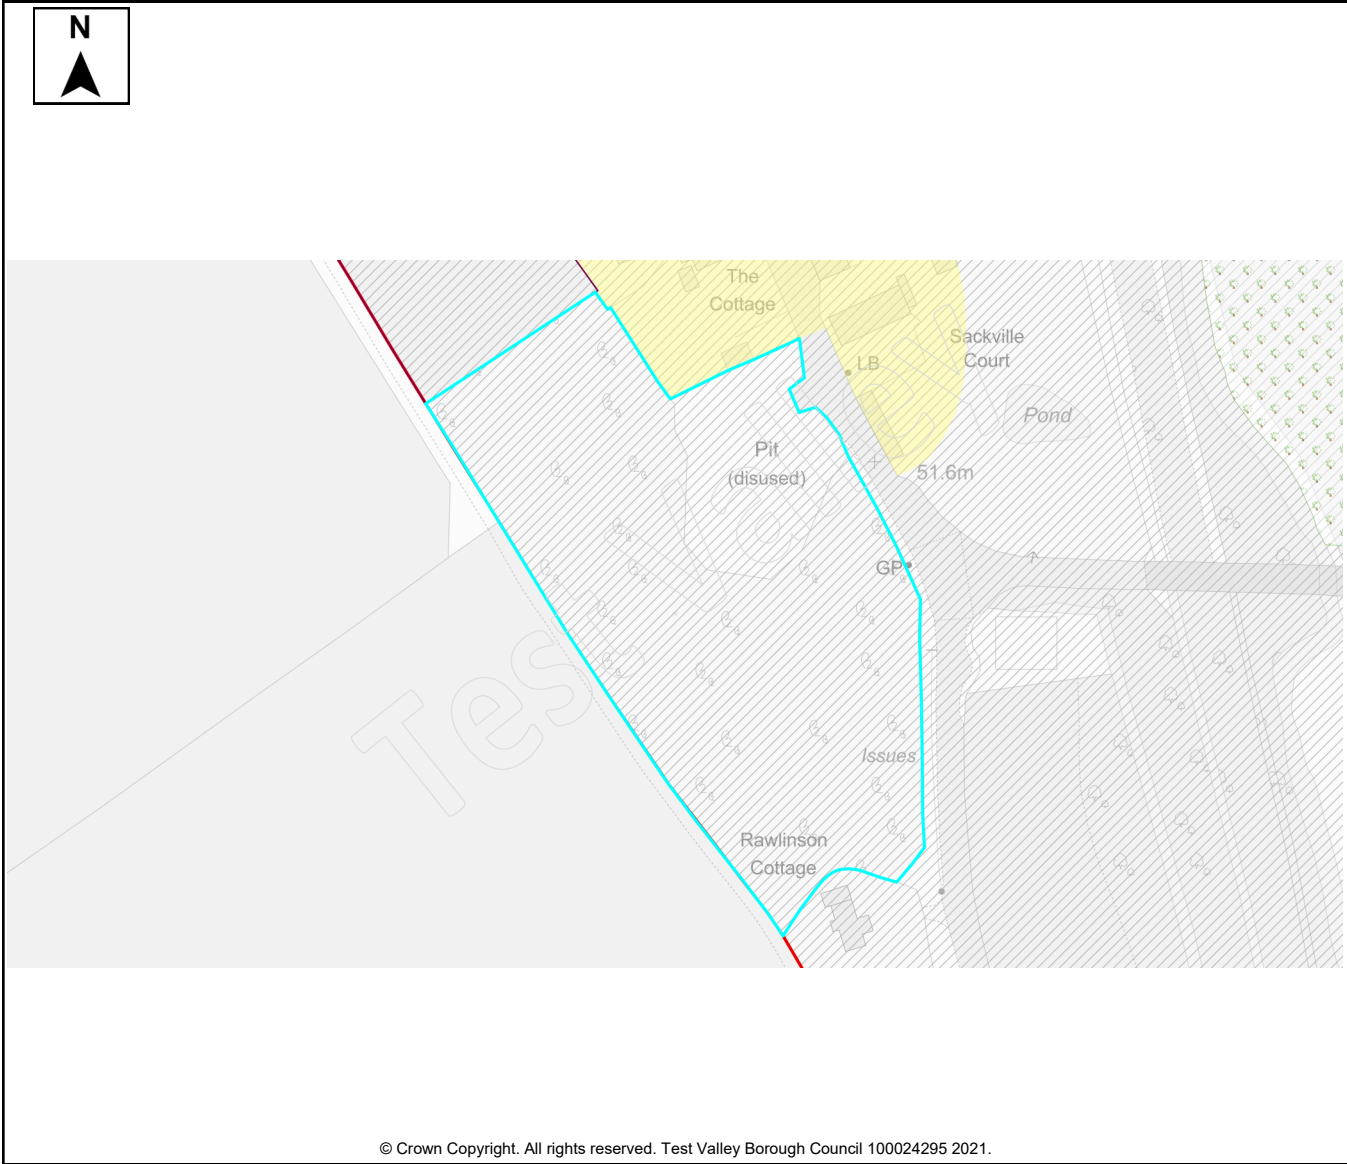 N
The
Cottage
Sackville
Court
LB
Pond
Pit
(disused)
51.6m
GP
Tes
Issues
Rawlinson
Cottage
© Crown Copyright. All rights reserved. Test Valley Borough Council 100024295 2021.